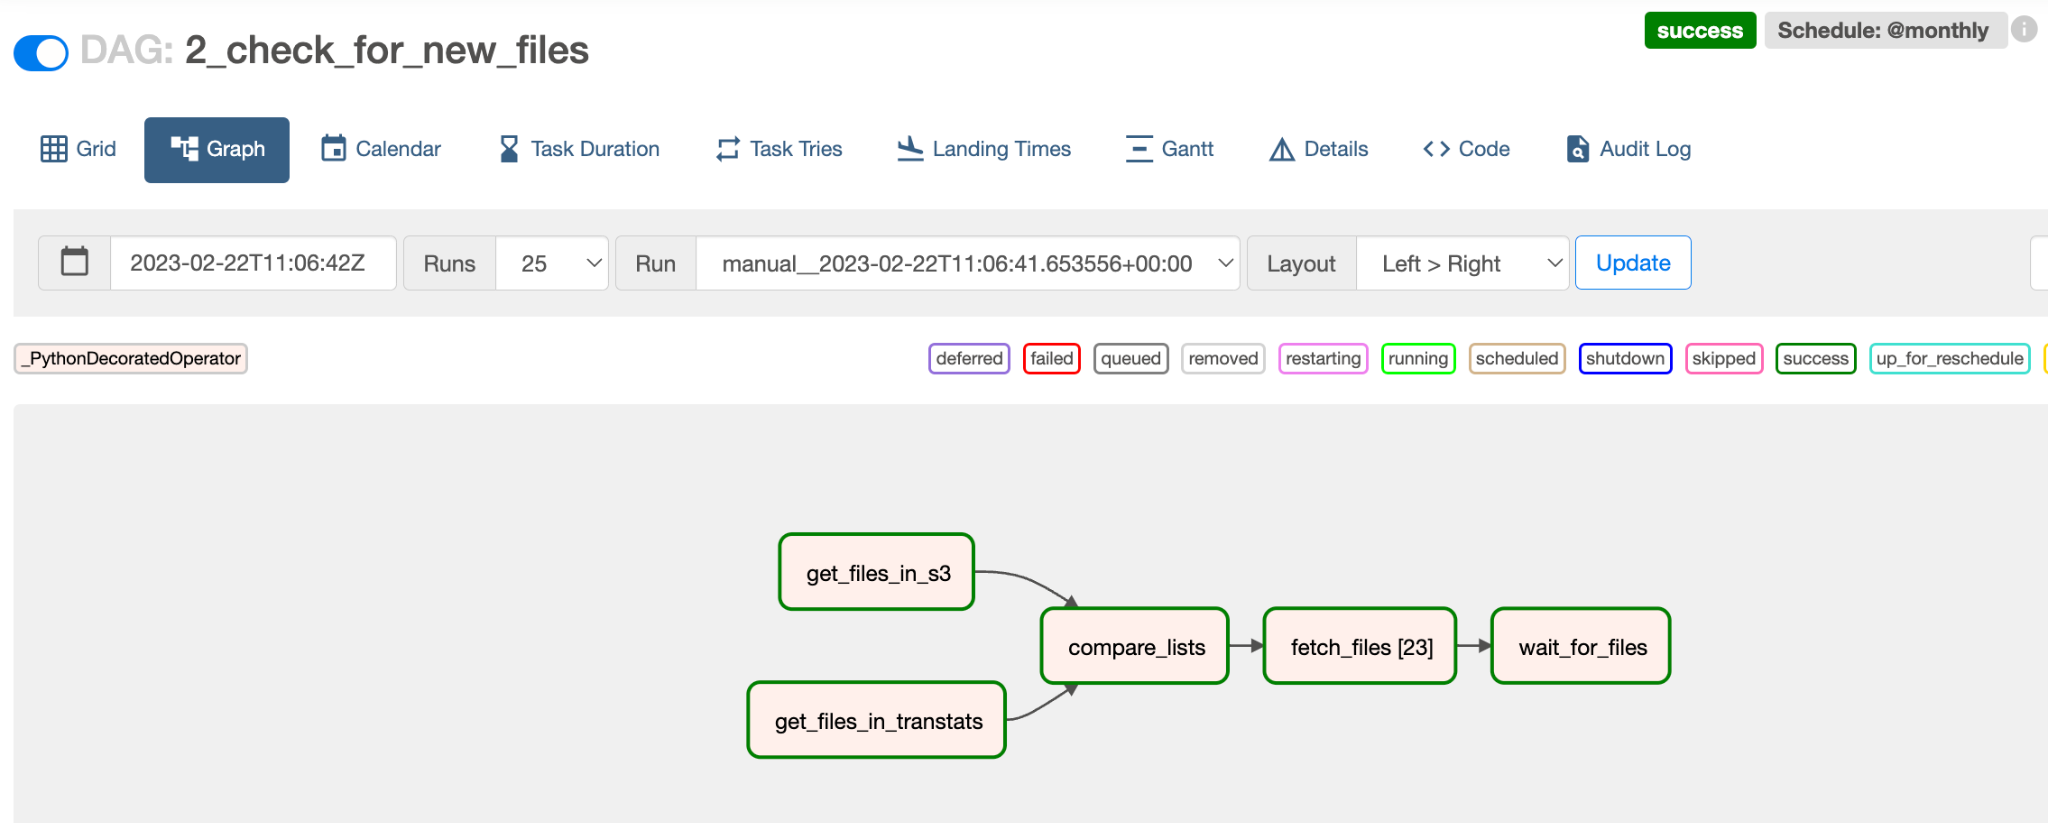 DAG: 2_check_for_new_files
success
Schedule: @monthly
Grid
Graph
Calendar
Task Duration
Task Tries
Landing Times
Gantt
Details
Code
Audit Log
2023-02-22T11:06:42Z
Runs
25
Run
manual__2023-02-22T11:06:41.653556+00:00
Layout
Left > Right
Update
_PythonDecoratedOperator
deferred
failed
queued
removed
restarting
running
scheduled
shutdown
skipped
success
up_for_reschedule
get_files_in_s3
compare_lists
fetch_files [23]
wait_for_files
get_files_in_transtats